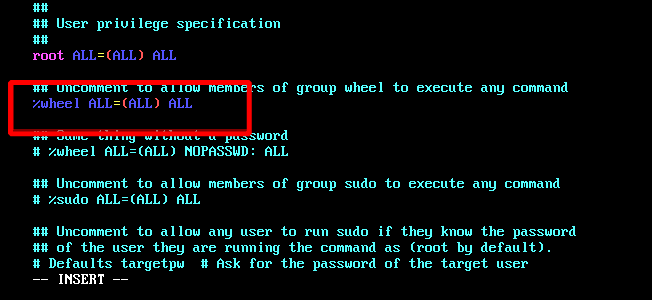 ##
## User privilege specification
##
root ALL=(ALL) ALL
## Uncomment to allow members of group wheel to execute any command
%wheel ALL=(ALL) ALL
## Same thing without a password
# %wheel ALL=(ALL) NOPASSWD: ALL
## Uncomment to allow members of group sudo to execute any command
# %sudo ALL=(ALL) ALL
## Uncomment to allow any user to run sudo if they know the password
## of the user they are running the command as (root by default).
# Defaults targetpw  # Ask for the password of the target user
-- INSERT --